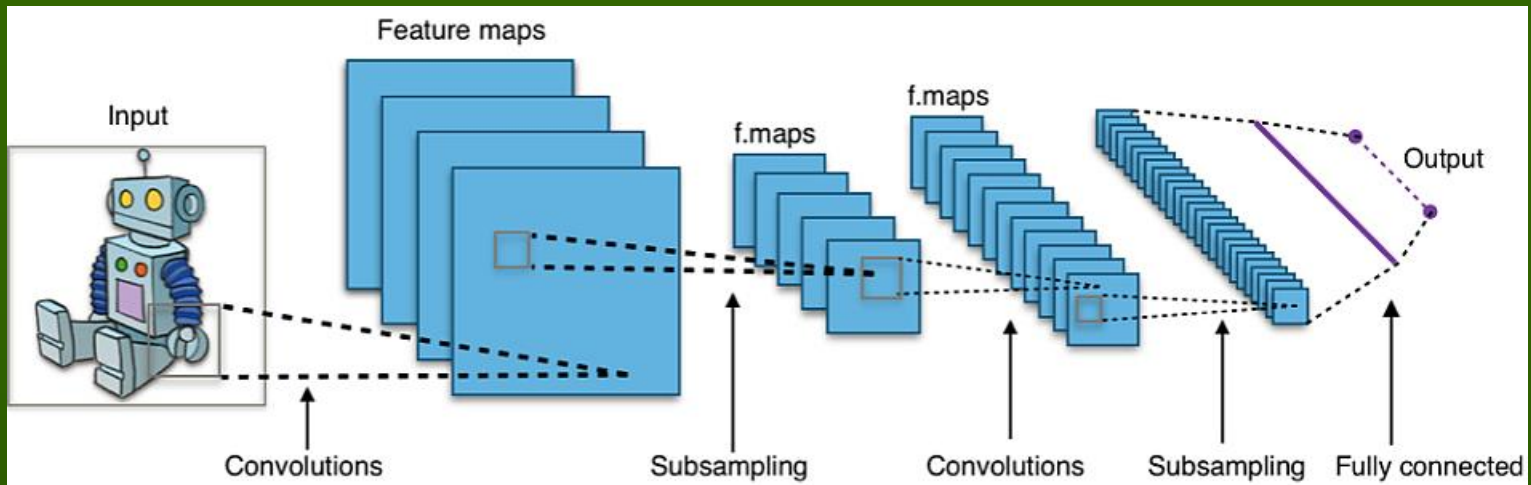 Feature maps
Input
f.maps
f.maps
Output
Convolutions
Subsampling
Convolutions
Subsampling
Fully connected